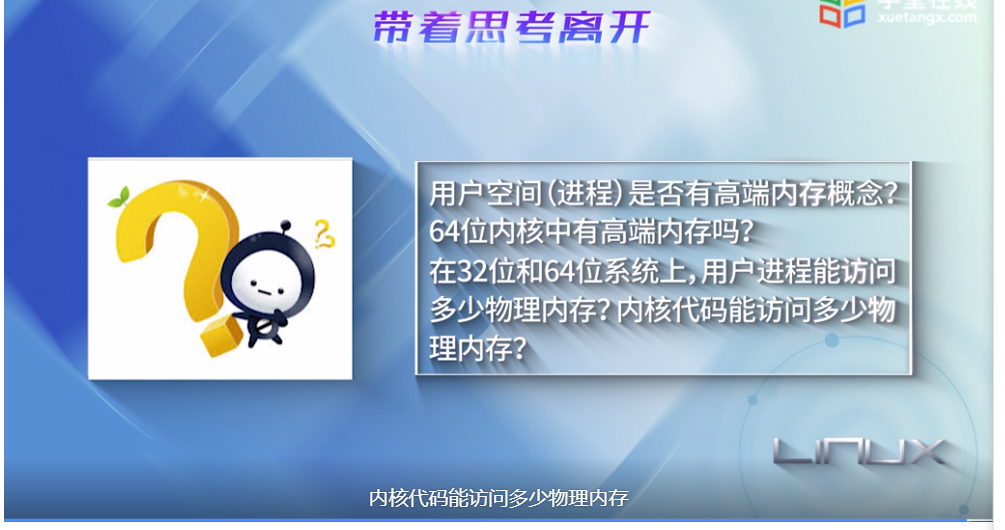 带着思考离开
学堂在线
xuetangx.com
用户空间(进程)是否有高端内存概念?
64位内核中有高端内存吗?
在32位和64位系统上,用户进程能访问
多少物理内存?内核代码能访问多少物
理内存?
LINUX
内核代码能访问多少物理内存